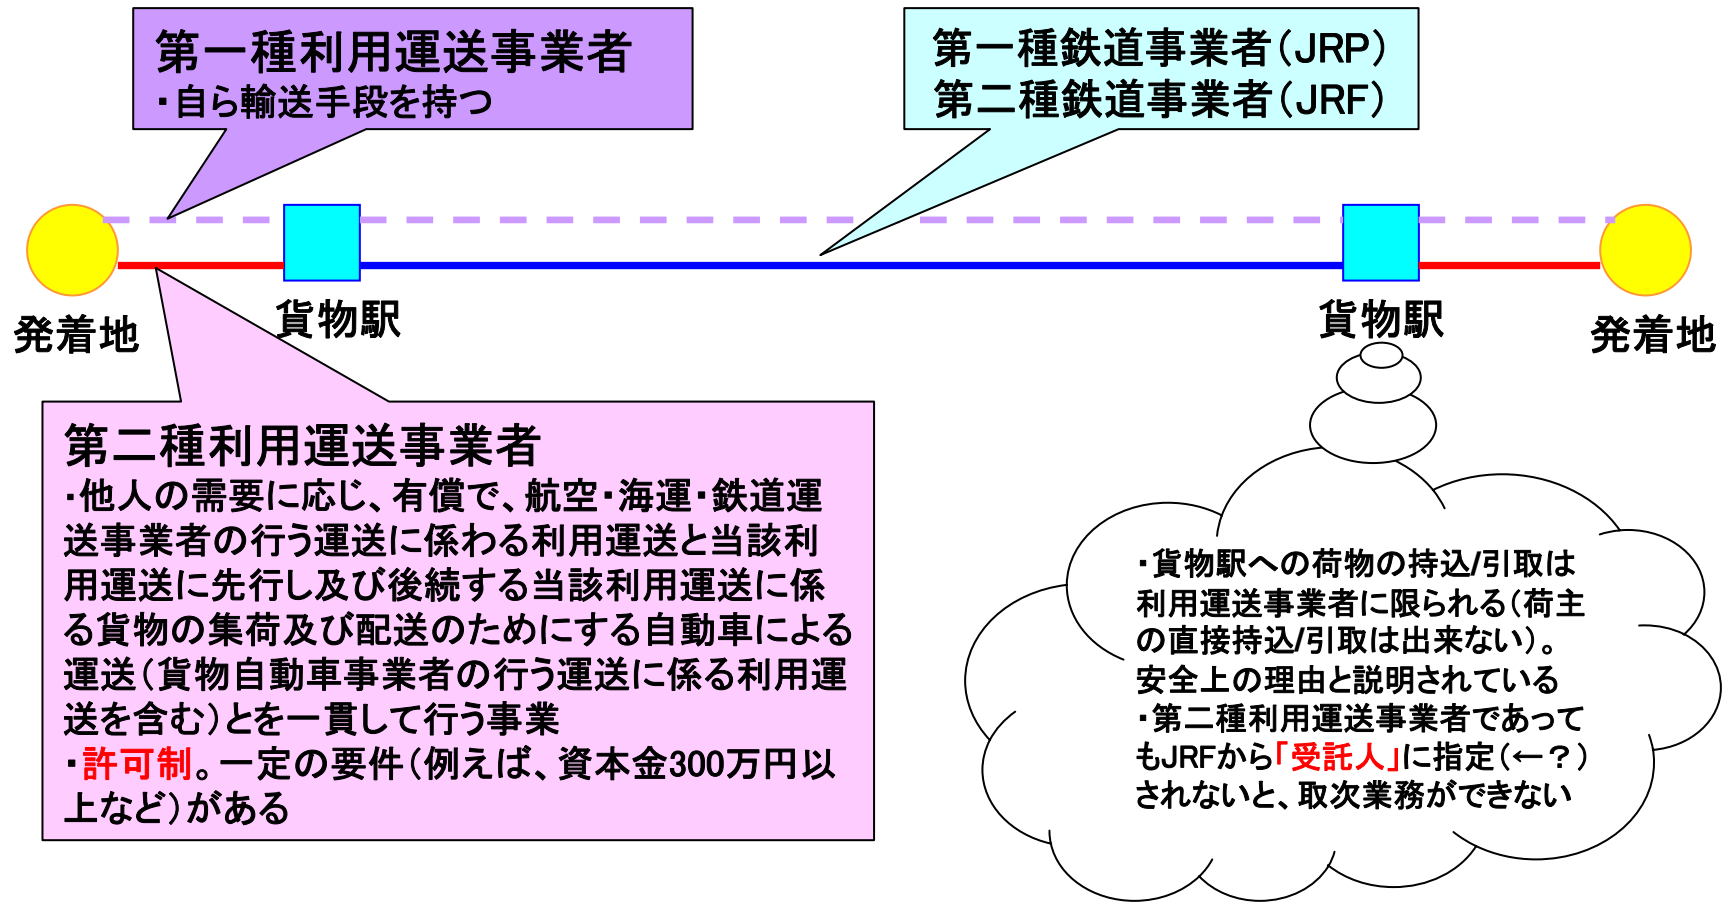 第一種利用運送事業者
・自ら輸送手段を持つ
第一種鉄道事業者（JRP）
第二種鉄道事業者（JRF）
発着地
貨物駅
貨物駅
発着地
第二種利用運送事業者
・他人の需要に応じ、有償で、航空・海運・鉄道運
送事業者の行う運送に係わる利用運送と当該利
用運送に先行し及び後続する当該利用運送に係
る貨物の集荷及び配送のためにする自動車による
運送（貨物自動車事業者の行う運送に係る利用運
送を含む）とを一貫して行う事業
・許可制。一定の要件（例えば、資本金300万円以
上など）がある
・貨物駅への荷物の持込/引取は
利用運送事業者に限られる（荷主
の直接持込/引取は出来ない）。
安全上の理由と説明されている
・第二種利用運送事業者であって
もJRFから「受託人」に指定（←？）
されないと、取次業務ができない